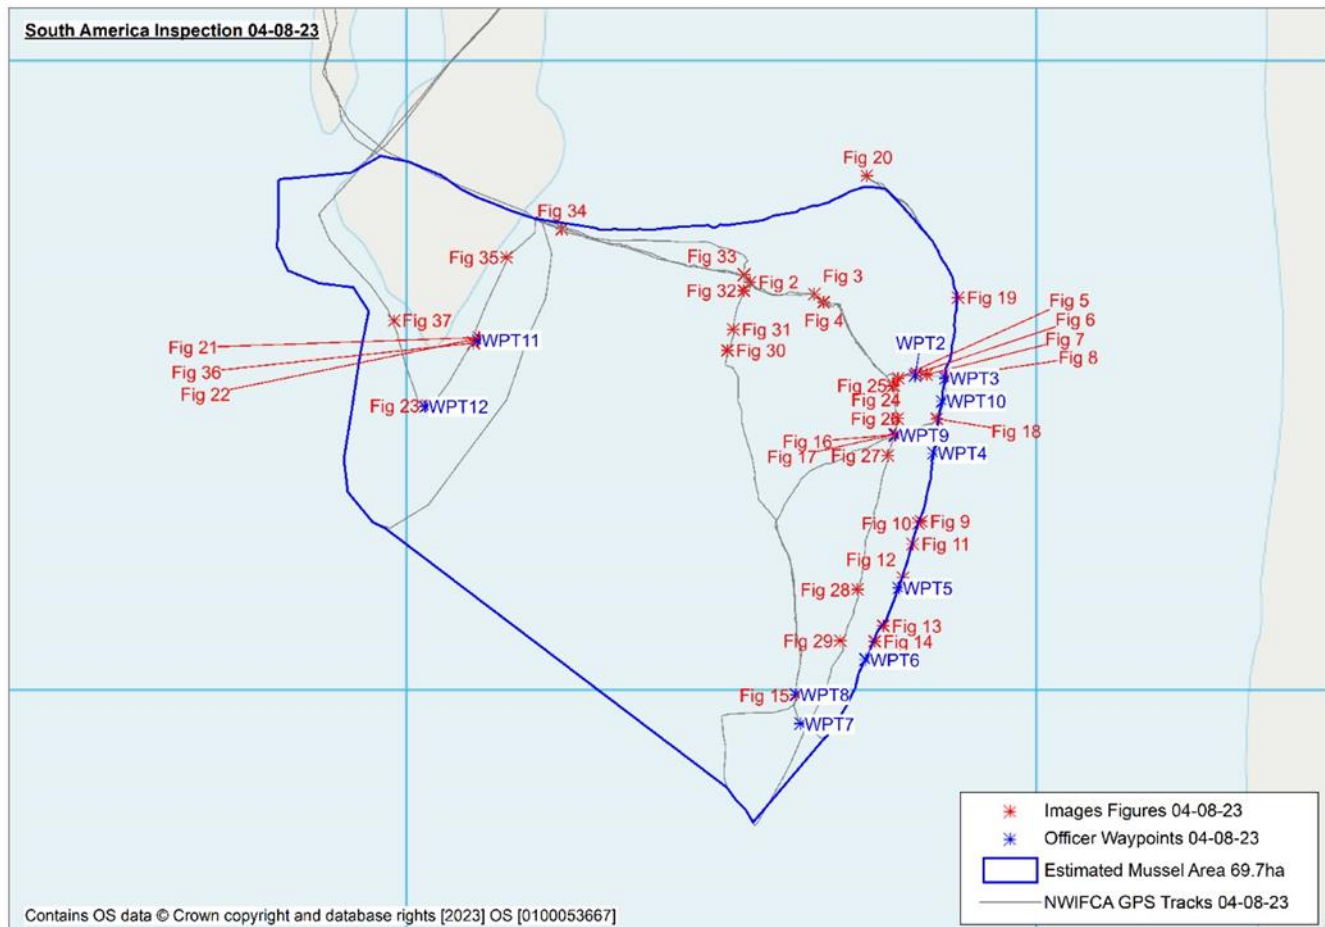 South America Inspection 04-08-23
Fig 20
Fig 34
Fig 35
Fig 33
Fig 2
Fig 3
Fig 32
Fig 4
Fig 19
Fig 5
Fig 6
Fig 7
Fig 8
Fig 31
Fig 30
Fig 37
Fig 21
WPT11
Fig 36
Fig 22
WPT2
WPT3
Fig 25
Fig 24
WPT10
Fig 23
WPT12
Fig 18
Fig 16
WPT9
Fig 17
Fig 27
WPT4
Fig 10
Fig 9
Fig 11
Fig 12
Fig 28
WPT5
Fig 13
Fig 29
Fig 14
WPT6
Fig 15
WPT8
WPT7
Images Figures 04-08-23
Officer Waypoints 04-08-23
Estimated Mussel Area 69.7ha
NWIFCA GPS Tracks 04-08-23
Contains OS data © Crown copyright and database rights [2023] OS [0100053667]